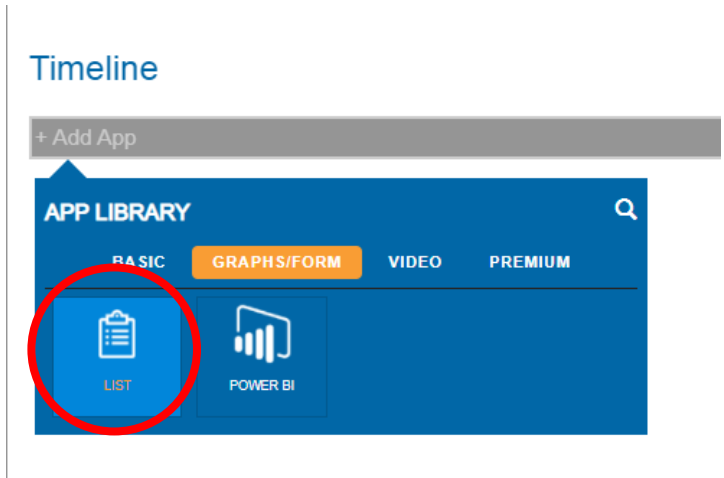 Timeline
+ Add App
APP LIBRARY
BASIC GRAPHS/FORM VIDEO PREMIUM
LIST POWER BI